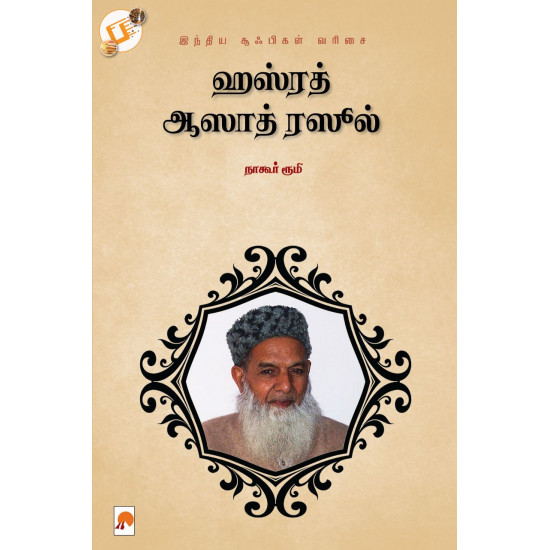 இந்திய சூஃபிகள் வரிசை
ஹஸ்ரத்
ஆஸாத் ரஸூல்
நாகூர் ரூமி